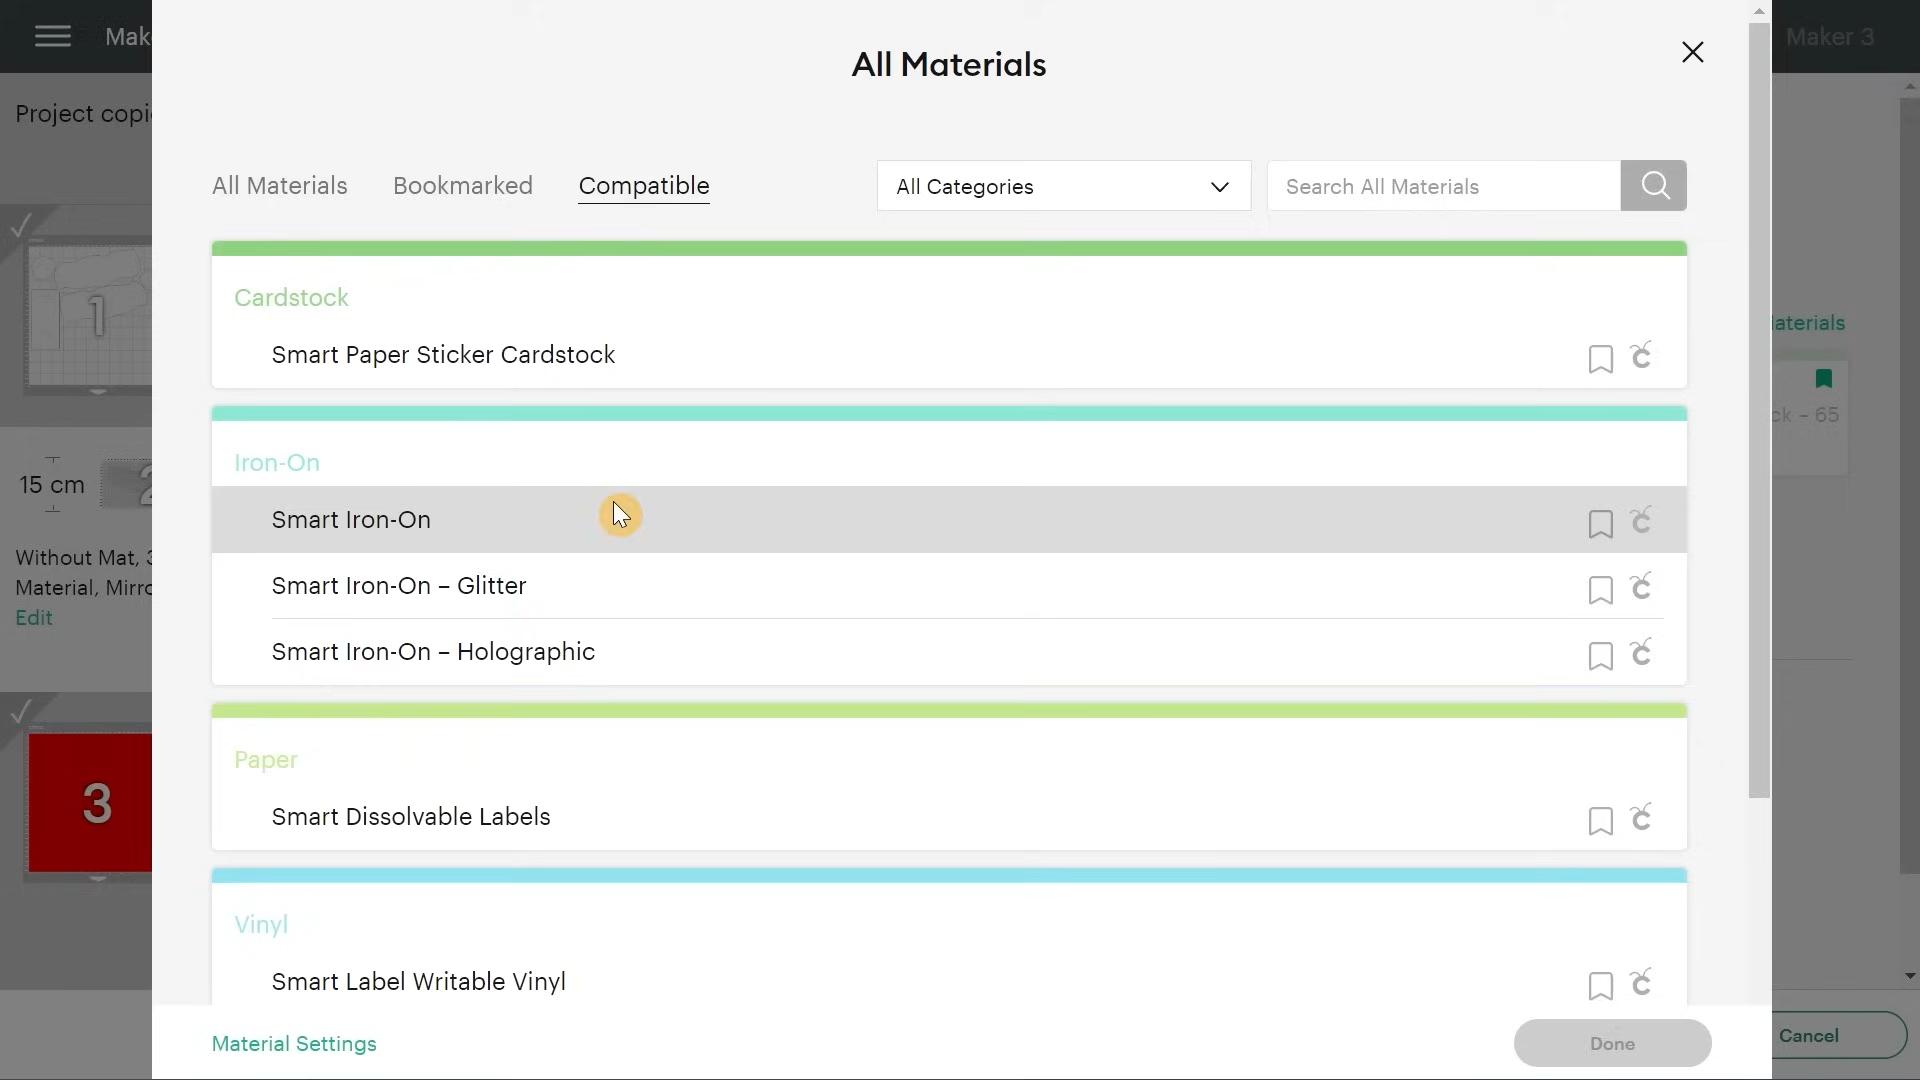 Mak
All Materials
Maker 3
Project copi
All Materials Bookmarked Compatible All Categories Search All Materials
Cardstock
1
Smart Paper Sticker Cardstock
aterials
ck – 65
Iron-On
15 cm
2
Smart Iron-On
Without Mat, 3
Material, Mirro
Edit
Smart Iron-On – Glitter
Smart Iron-On – Holographic
Paper
3
Smart Dissolvable Labels
Vinyl
Smart Label Writable Vinyl
Material Settings
Done
Cancel